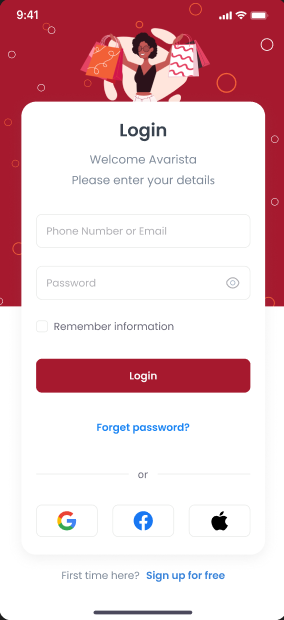 9:41
Login
Welcome Avarista
Please enter your details
Phone Number or Email
Password
Remember information
Login
Forget password?
or
First time here? Sign up for free